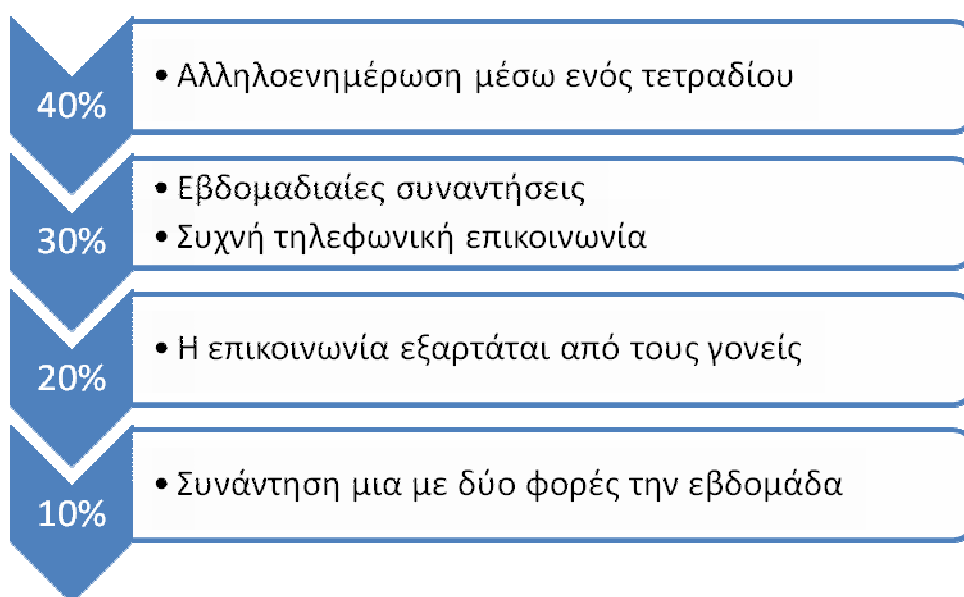 40%
• Αλληλοενημέρωση μέσω ενός τετραδίου
30%
• Εβδομαδιαίες συναντήσεις
• Συχνή τηλεφωνική επικοινωνία
20%
• Η επικοινωνία εξαρτάται από τους γονείς
10%
• Συνάντηση μια με δύο φορές την εβδομάδα